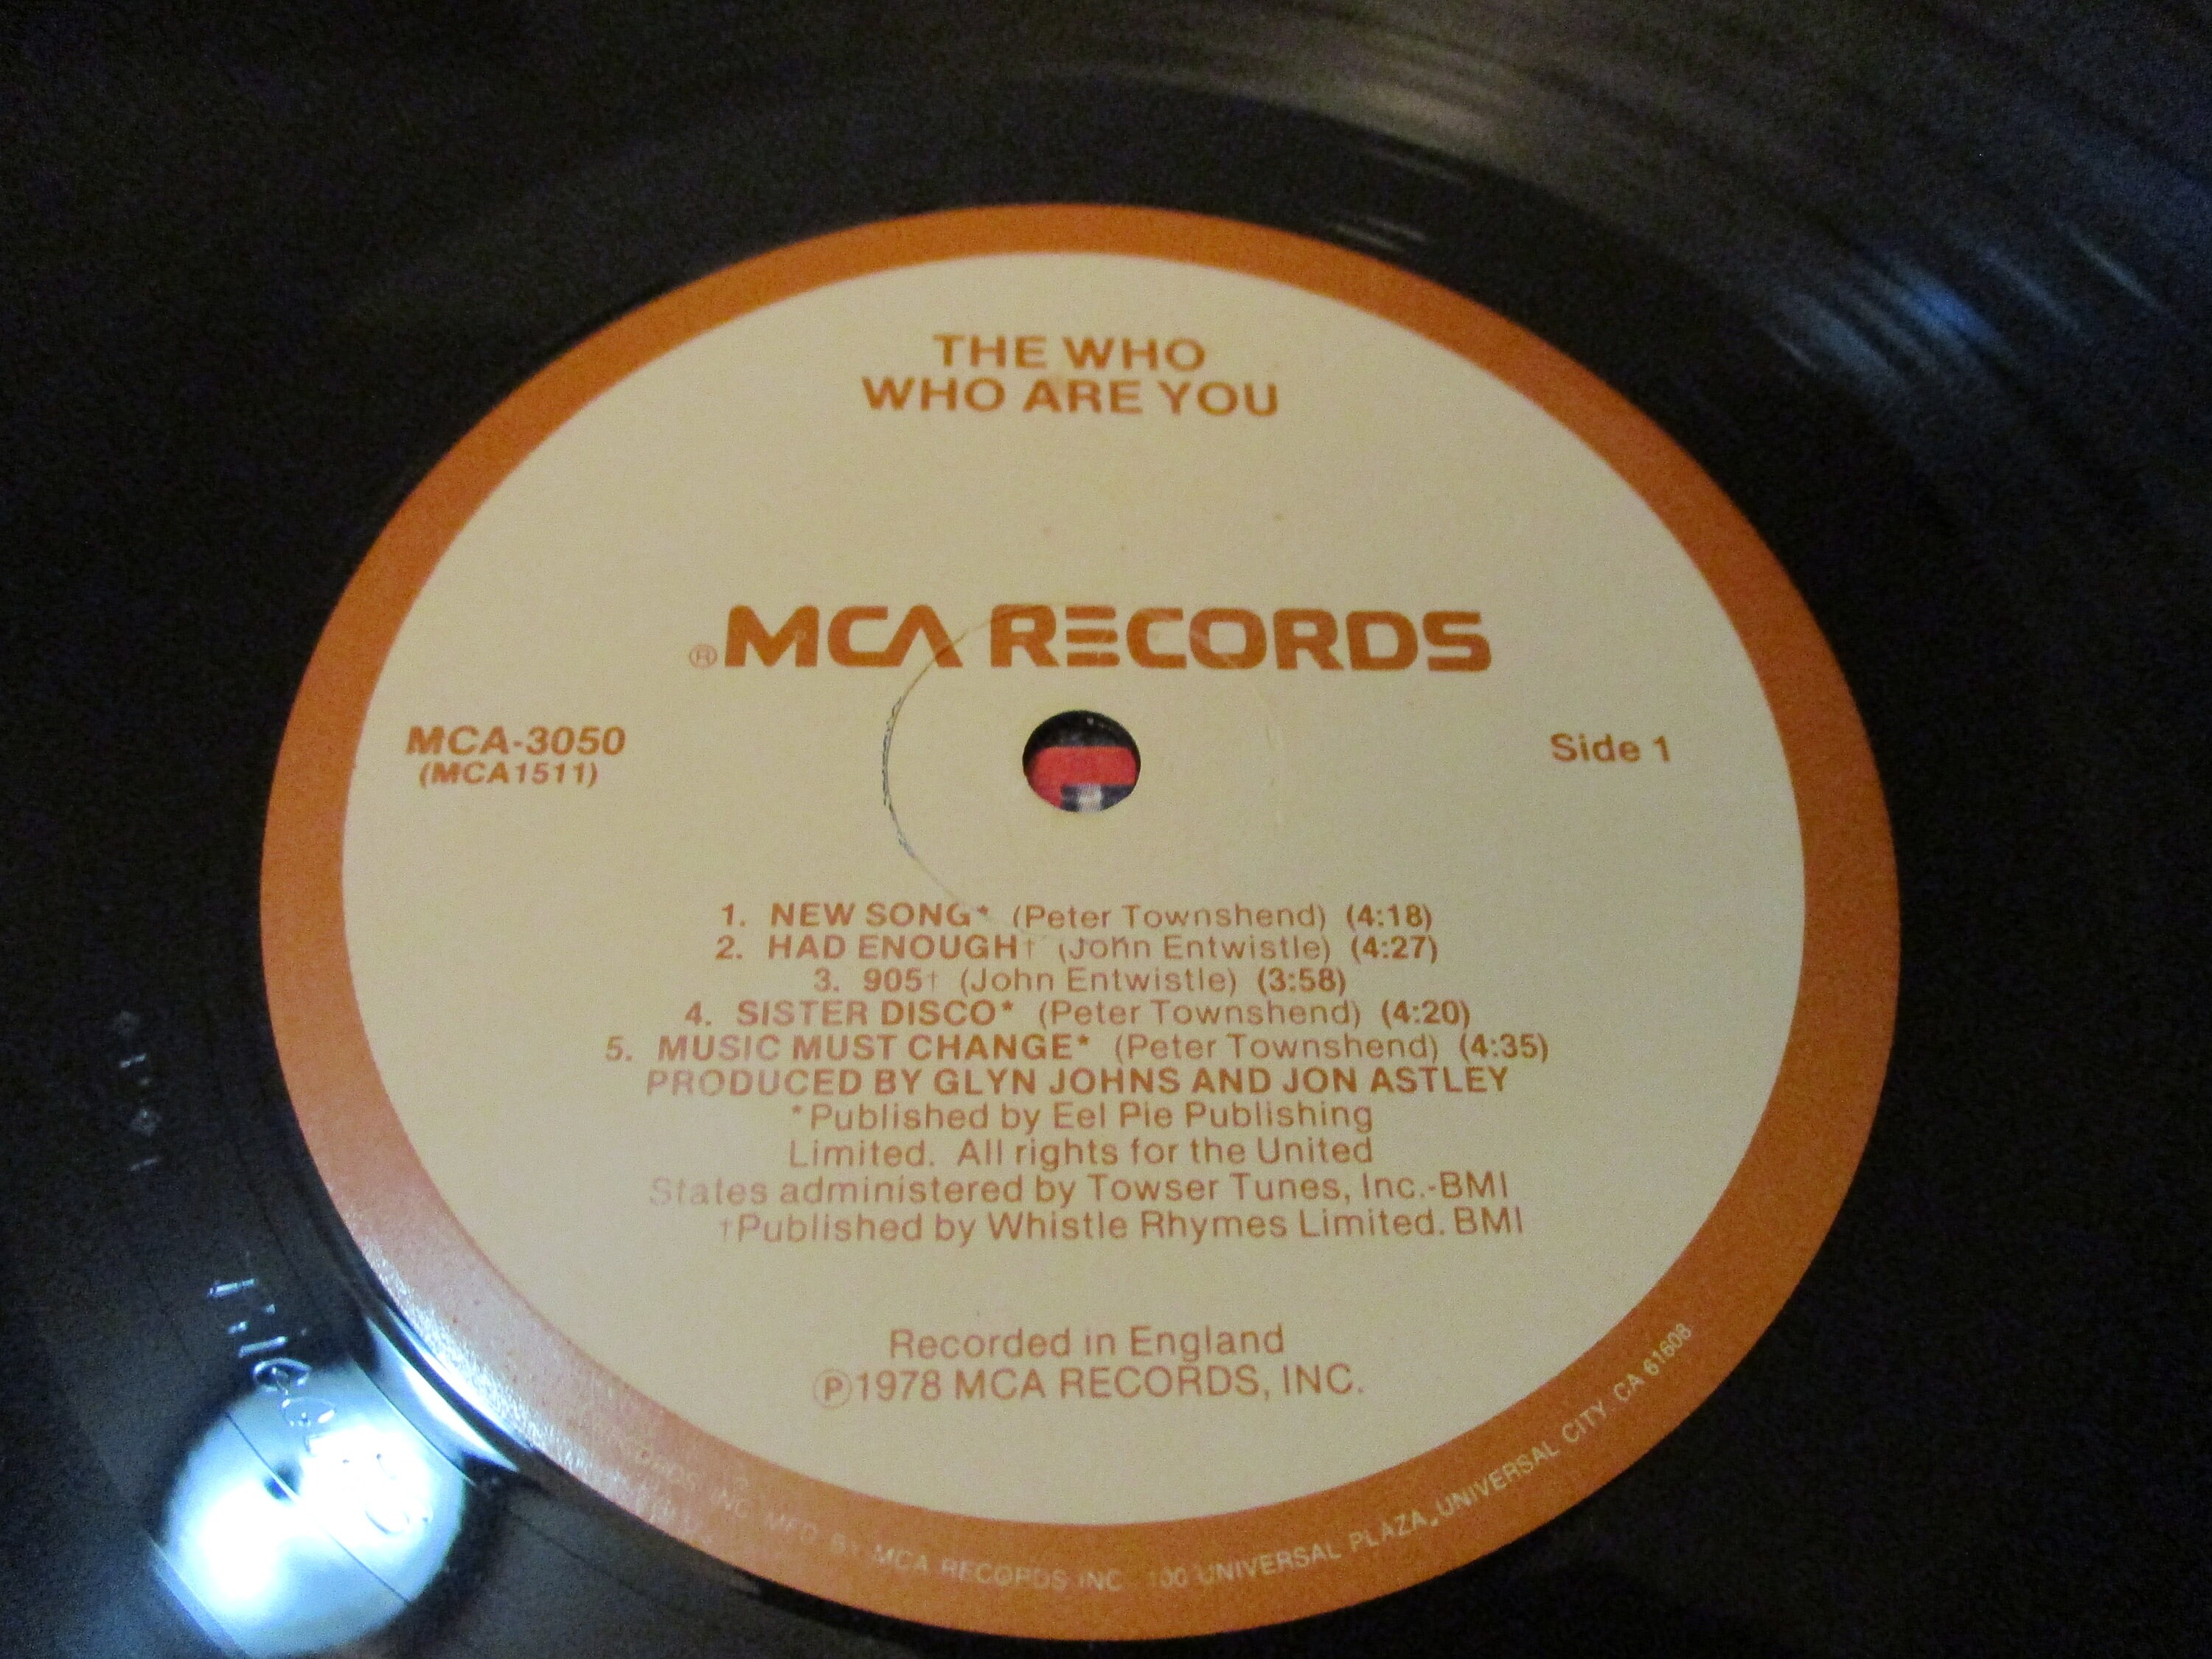 THE WHO
WHO ARE YOU
®MCA RECORDS
MCA-3050
(MCA1511)
Side 1
1. NEW SONG* (Peter Townshend) (4:18)
2. HAD ENOUGH† (John Entwistle) (4:27)
3. 905† (John Entwistle) (3:58)
4. SISTER DISCO* (Peter Townshend) (4:20)
5. MUSIC MUST CHANGE* (Peter Townshend) (4:35)
PRODUCED BY GLYN JOHNS AND JON ASTLEY
*Published by Eel Pie Publishing
Limited. All rights for the United
States administered by Towser Tunes, Inc.-BMI
†Published by Whistle Rhymes Limited. BMI
Recorded in England
Ⓟ1978 MCA RECORDS, INC.
INC. MFD BY MCA RECORDS INC. 100 UNIVERSAL PLAZA, UNIVERSAL CITY, CA 61608